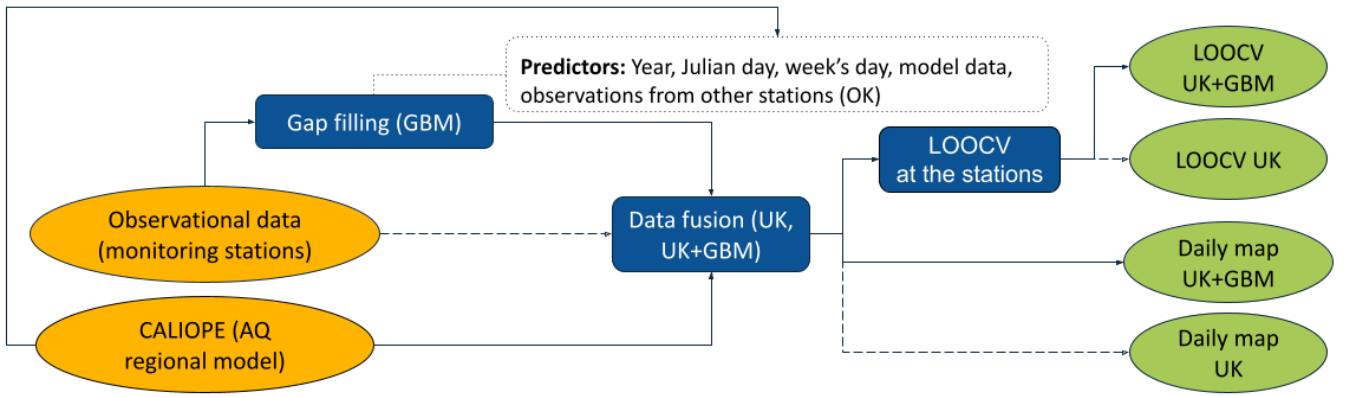 Predictors: Year, Julian day, week's day, model data,
observations from other stations (OK)
Gap filling (GBM)
Observational data
(monitoring stations)
CALIOPE (AQ
regional model)
Data fusion (UK,
UK+GBM)
LOOCV
at the stations
LOOCV
UK+GBM
LOOCV UK
Daily map
UK+GBM
Daily map
UK